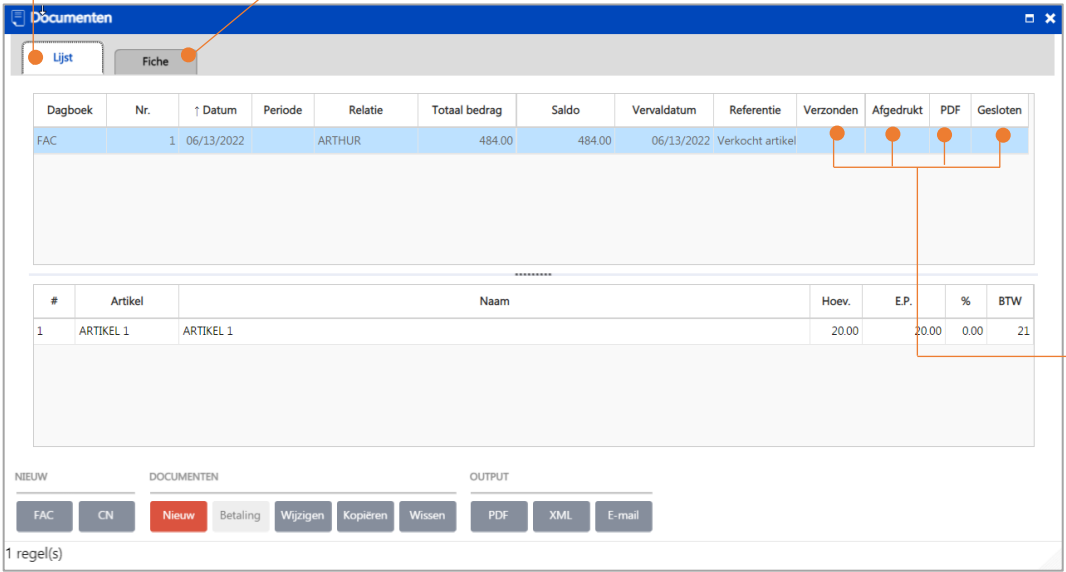 Documenten
Lijst Fiche
Dagboek Nr. ↑ Datum Periode Relatie Totaal bedrag Saldo Vervaldatum Referentie Verzonden Afgedrukt PDF Gesloten
FAC 1 06/13/2022 ARTHUR 484.00 484.00 06/13/2022 Verkocht artikel
# Artikel Naam Hoev. E.P. % BTW
1 ARTIKEL 1 ARTIKEL 1 20.00 20.00 0.00 21
NIEUW DOCUMENTEN OUTPUT
FAC CN Nieuw Betaling Wijzigen Kopiëren Wissen PDF XML E-mail
1 regel(s)